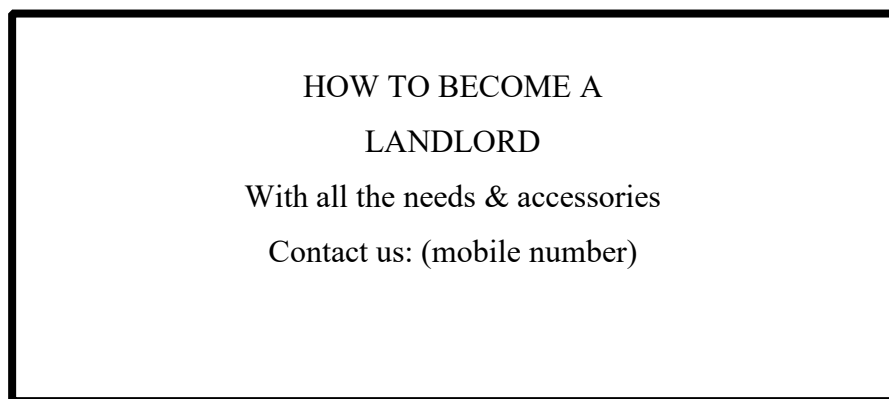 HOW TO BECOME A
LANDLORD
With all the needs & accessories
Contact us: (mobile number)